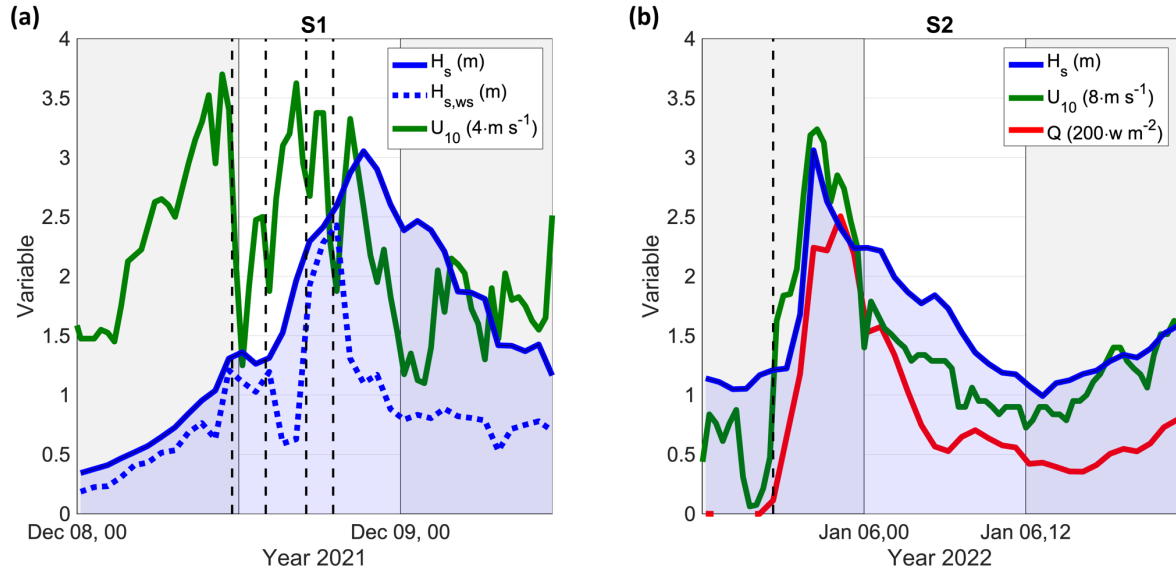 (a)
S1
4
3.5
3
2.5
2
1.5
1
0.5
0
Variable
H_s (m)
H_s,ws (m)
U_10 (4·m s^-1)
Dec 08, 00
Dec 09, 00
Year 2021
(b)
S2
4
3.5
3
2.5
2
1.5
1
0.5
0
Variable
H_s (m)
U_10 (8·m s^-1)
Q (200·w m^-2)
Jan 06,00
Jan 06,12
Year 2022